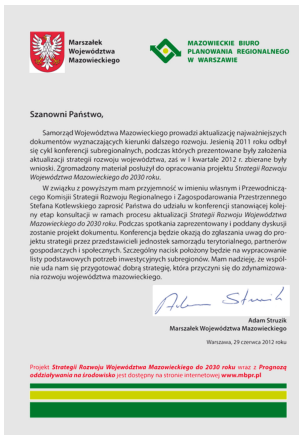 Marszałek
Województwa
Mazowieckiego
MAZOWIECKIE BIURO
PLANOWANIA REGIONALNEGO
W WARSZAWIE
Szanowni Państwo,
Samorząd Województwa Mazowieckiego prowadzi aktualizację najważniejszych
dokumentów wyznaczających kierunki dalszego rozwoju. Jesienią 2011 roku odbył
się cykl konferencji subregionalnych, podczas których prezentowane były założenia
aktualizacji strategii rozwoju województwa, zaś w I kwartale 2012 r. zbierane były
wnioski. Zgromadzony materiał posłużył do opracowania projektu Strategii Rozwoju
Województwa Mazowieckiego do 2030 roku.
W związku z powyższym mam przyjemność w imieniu własnym i Przewodniczą-
cego Komisji Strategii Rozwoju Regionalnego i Zagospodarowania Przestrzennego
Stefana Kotlewskiego zaprosić Państwa do udziału w konferencji stanowiącej kolej-
ny etap konsultacji w ramach procesu aktualizacji Strategii Rozwoju Województwa
Mazowieckiego do 2030 roku. Podczas spotkania zaprezentowany i poddany dyskusji
zostanie projekt dokumentu. Konferencja będzie okazją do zgłaszania uwag do pro-
jektu strategii przez przedstawicieli jednostek samorządu terytorialnego, partnerów
gospodarczych i społecznych. Szczególny nacisk położony będzie na wypracowanie
listy podstawowych potrzeb inwestycyjnych subregionów. Mam nadzieję, że wspól-
nie uda nam się przygotować dobrą strategię, która przyczyni się do zdynamizowa-
nia rozwoju województwa mazowieckiego.
Adam Struzik
Adam Struzik
Marszałek Województwa Mazowieckiego
Warszawa, 29 czerwca 2012 roku
Projekt Strategii Rozwoju Województwa Mazowieckiego do 2030 roku wraz z Prognozą
oddziaływania na środowisko jest dostępny na stronie internetowej www.mbpr.pl